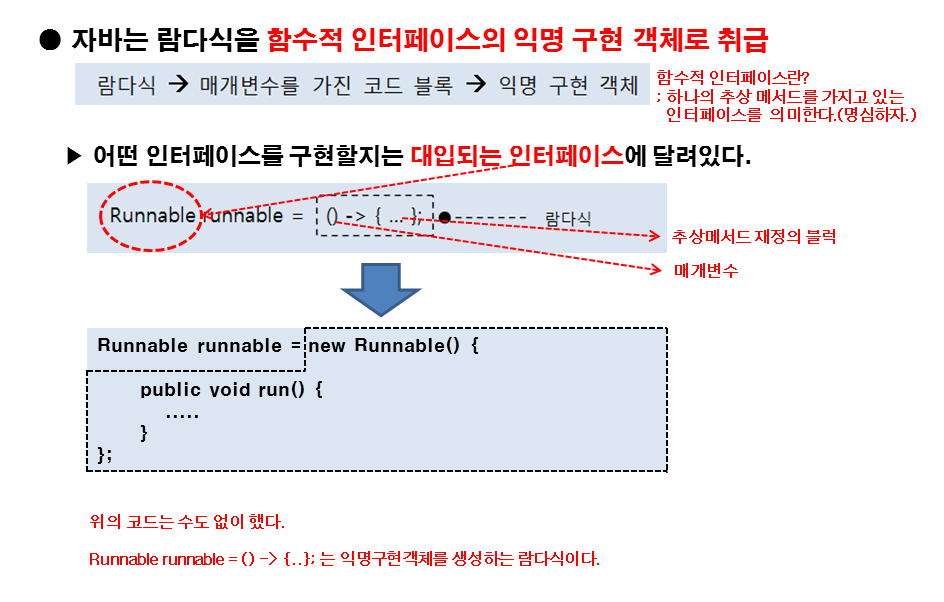 ● 자바는 람다식을 함수적 인터페이스의 익명 구현 객체로 취급
람다식 → 매개변수를 가진 코드 블록 → 익명 구현 객체
함수적 인터페이스란?
; 하나의 추상 메서드를 가지고 있는
인터페이스를 의미한다.(명심하자.)
▶ 어떤 인터페이스를 구현할지는 대입되는 인터페이스에 달려있다.
Runnable runnable = () -> { ... }; 람다식
추상메서드 재정의 블럭
매개변수
Runnable runnable = new Runnable() {
public void run() {
.....
}
};
위의 코드는 수도 없이 했다.
Runnable runnable = () -> {..}; 는 익명구현객체를 생성하는 람다식이다.